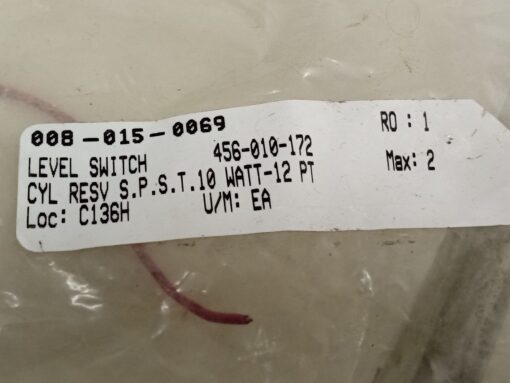 008-015-0069 RO : 1
LEVEL SWITCH 456-010-172 Max: 2
CYL RESV S.P.S.T.10 WATT-12 PT
Loc: C136H U/M: EA